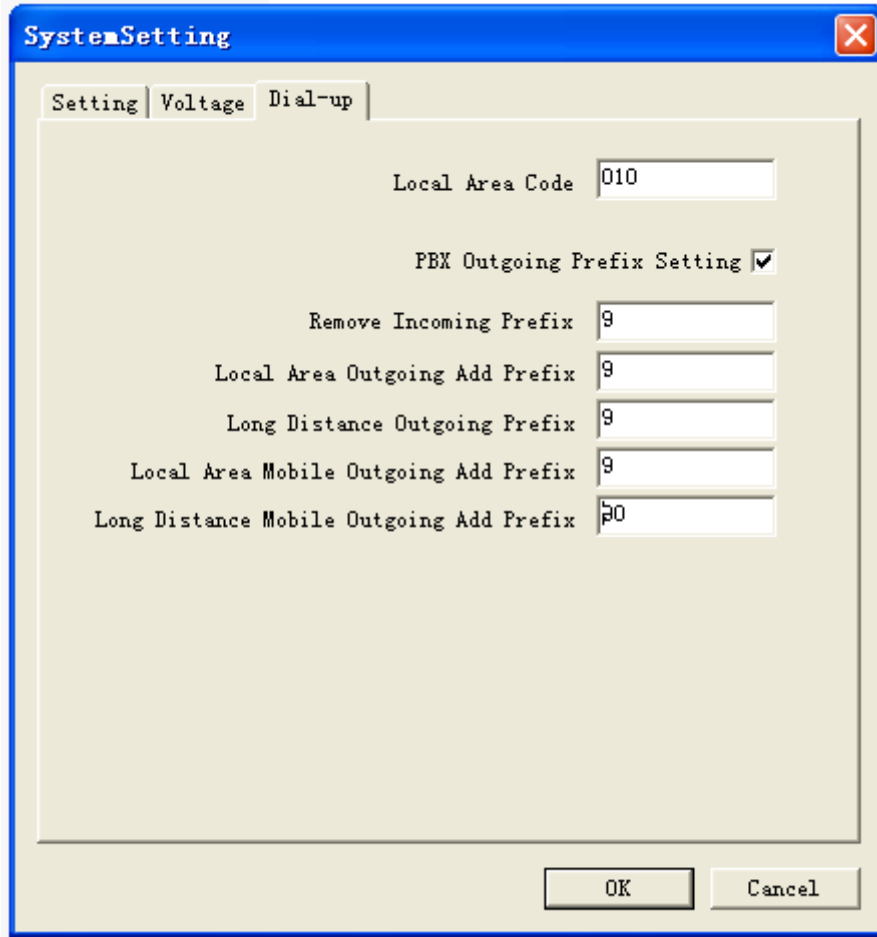 SystemSetting
Setting Voltage Dial-up
Local Area Code 010
PBX Outgoing Prefix Setting
Remove Incoming Prefix 9
Local Area Outgoing Add Prefix 9
Long Distance Outgoing Prefix 9
Local Area Mobile Outgoing Add Prefix 9
Long Distance Mobile Outgoing Add Prefix
OK Cancel